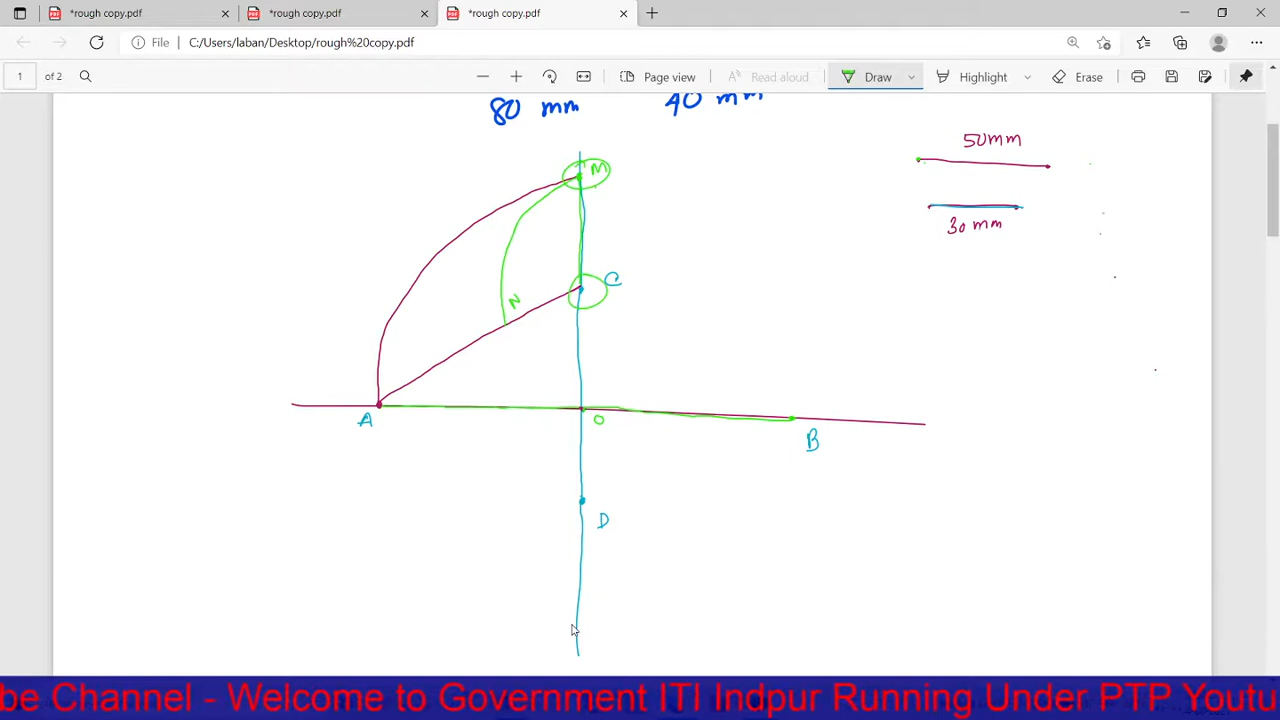 *rough copy.pdf
*rough copy.pdf
*rough copy.pdf
File C:/Users/laban/Desktop/rough%20copy.pdf
1 of 2
Page view
Read aloud
Draw
Highlight
Erase
80 mm 40 mm
50mm
M
30 mm
C
N
A
O
B
D
be Channel - Welcome to Government ITI Indpur Running Under PTP Youtu